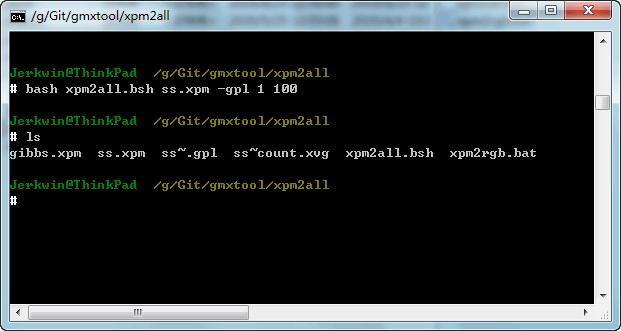 /g/Git/gmxtool/xpm2all
Jerkwin@ThinkPad /g/Git/gmxtool/xpm2all
# bash xpm2all.bsh ss.xpm -gpl 1 100
Jerkwin@ThinkPad /g/Git/gmxtool/xpm2all
# ls
gibbs.xpm ss.xpm ss~.gpl ss~count.xvg xpm2all.bsh xpm2rgb.bat
Jerkwin@ThinkPad /g/Git/gmxtool/xpm2all
#